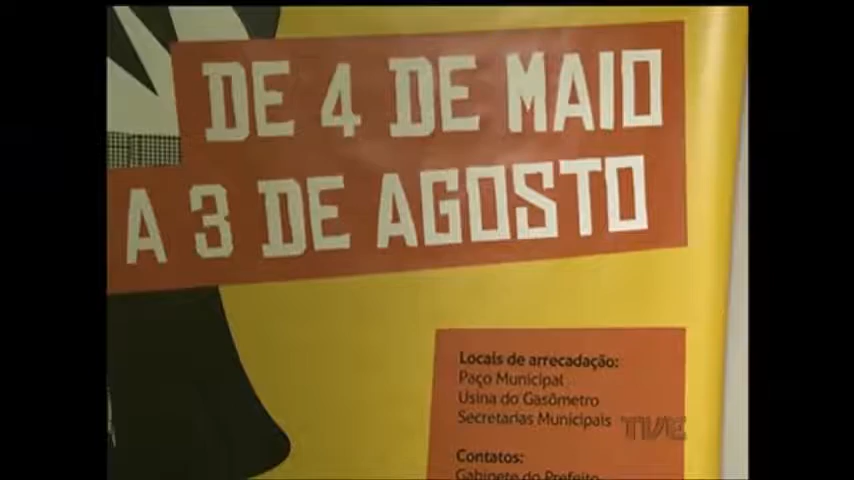 DE 4 DE MAIO
A 3 DE AGOSTO
Locais de arrecadação:
Paço Municipal
Usina do Gasômetro
Secretarias Municipais
TVE
Contatos:
Gabinete do Prefeito